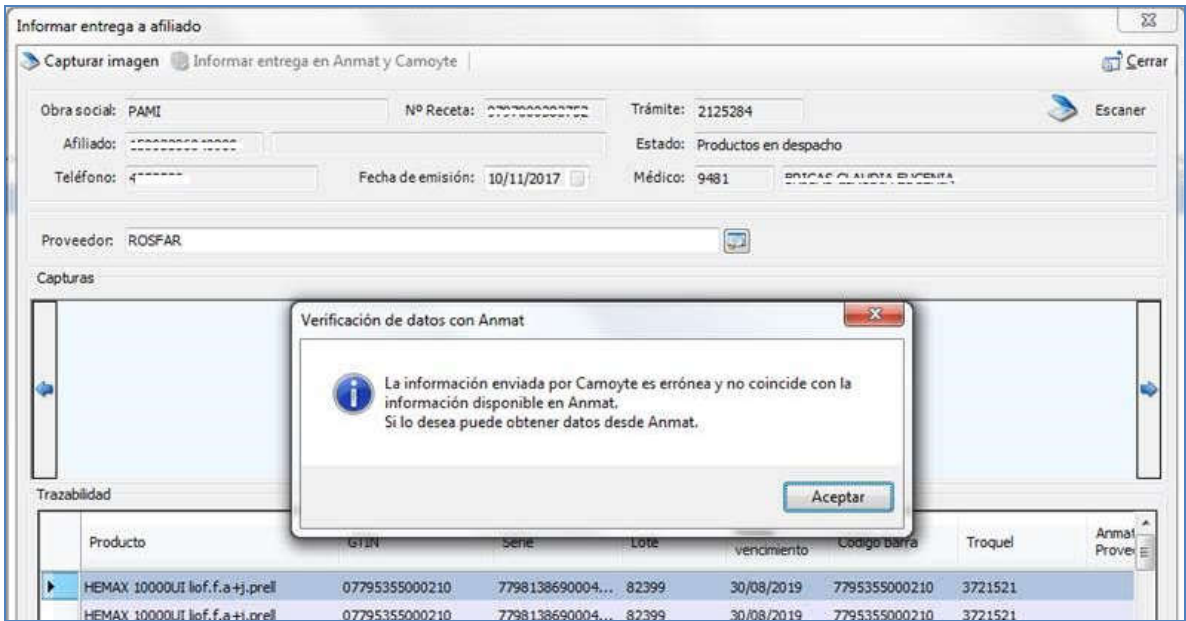 Informar entrega a afiliado
Capturar imagen Informar entrega en Anmat y Camoyte Cerrar
Obra social: PAMI Nº Receta: Trámite: 2125284 Escaner
Afiliado: Estado: Productos en despacho
Teléfono: Fecha de emisión: 10/11/2017 Médico: 9481
Proveedor: ROSFAR
Capturas
Verificación de datos con Anmat
La información enviada por Camoyte es errónea y no coincide con la
información disponible en Anmat.
Si lo desea puede obtener datos desde Anmat.
Aceptar
Trazabilidad
Producto GTIN Serie Lote vencimiento Codigo barra Troquel Anmat
HEMAX 10000UI liof.f.a+j.prell 07795355000210 7798138690004... 82399 30/08/2019 7795355000210 3721521
HEMAX 10000UI liof.f.a+j.prell 07795355000210 7798138690004... 82399 30/08/2019 7795355000210 3721521